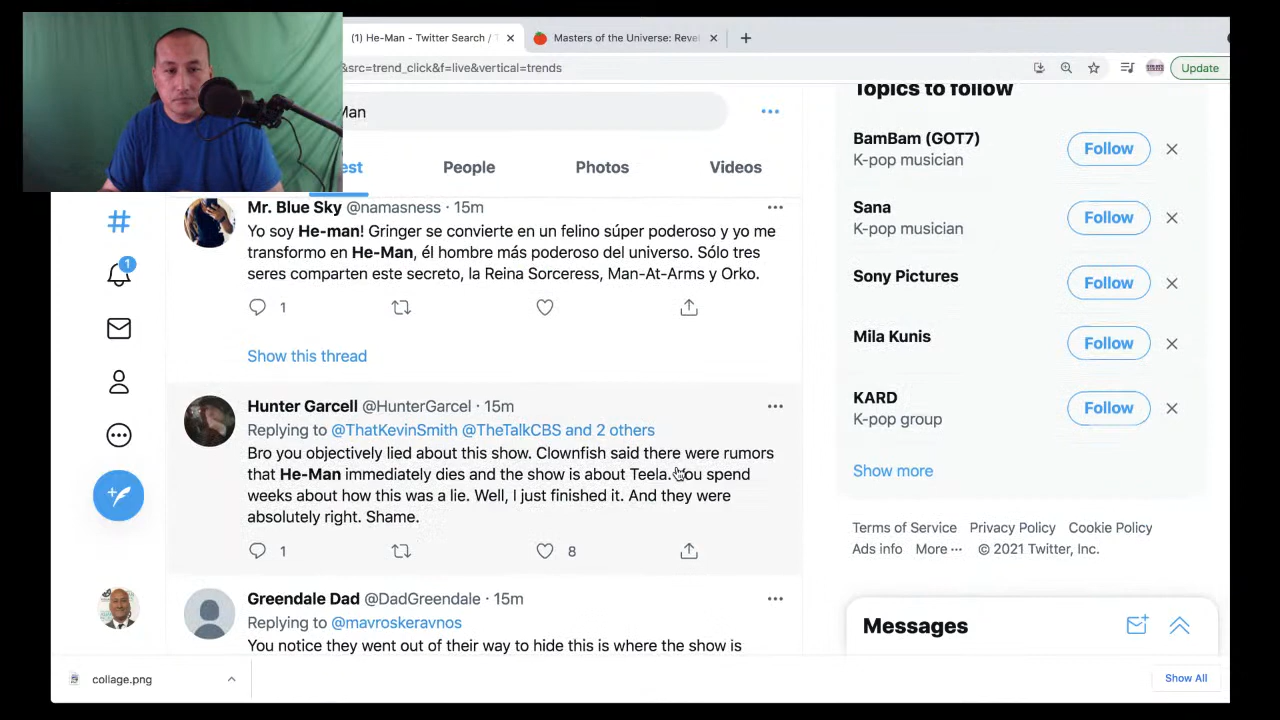 (1) He-Man - Twitter Search / T
Masters of the Universe: Revel
&src=trend_click&f=live&vertical=trends
Update
Man
People
Photos
Videos
Mr. Blue Sky @namasness · 15m
Yo soy He-man! Gringer se convierte en un felino súper poderoso y yo me
transformo en He-Man, él hombre más poderoso del universo. Sólo tres
seres comparten este secreto, la Reina Sorceress, Man-At-Arms y Orko.
1
Show this thread
1
Hunter Garcell @HunterGarcel · 15m
Replying to @ThatKevinSmith @TheTalkCBS and 2 others
Bro you objectively lied about this show. Clownfish said there were rumors
that He-Man immediately dies and the show is about Teela. You spend
weeks about how this was a lie. Well, I just finished it. And they were
absolutely right. Shame.
1
8
Greendale Dad @DadGreendale · 15m
Replying to @mavroskeravnos
You notice they went out of their way to hide this is where the show is
Topics to follow
BamBam (GOT7)
K-pop musician
Follow
Sana
K-pop musician
Follow
Sony Pictures
Follow
Mila Kunis
Follow
KARD
K-pop group
Follow
Show more
Terms of Service Privacy Policy Cookie Policy
Ads info More ··· © 2021 Twitter, Inc.
Messages
collage.png
Show All